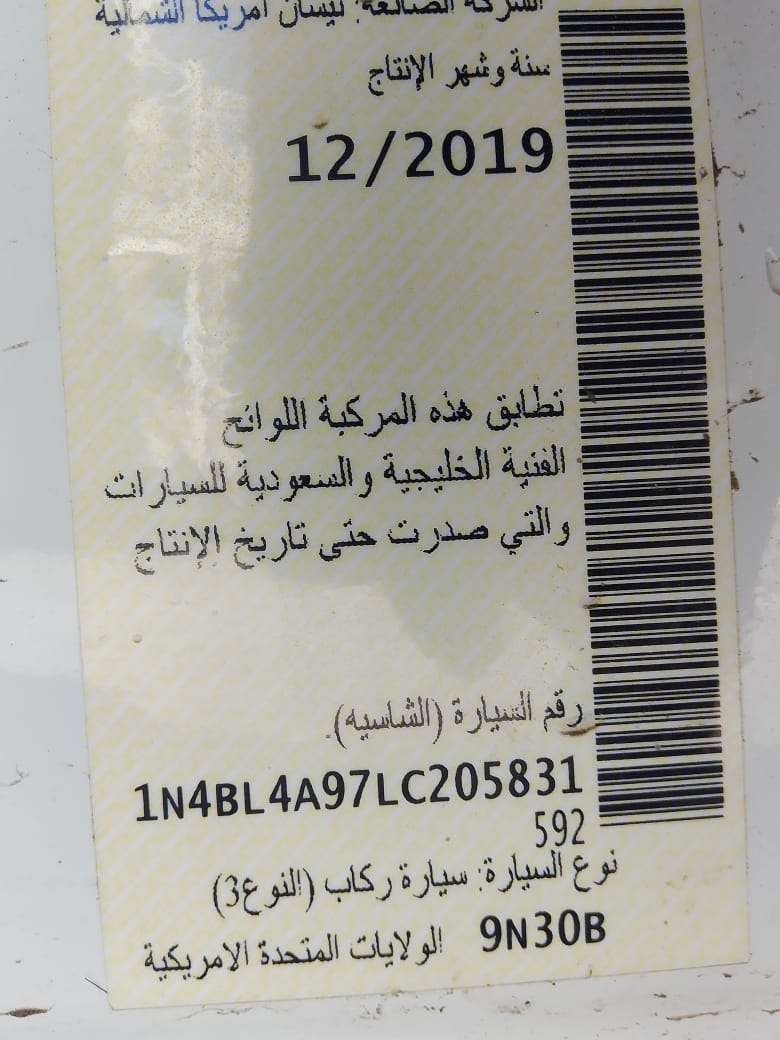 الشركة الصانعة: نيسان أمريكا الشمالية
سنة وشهر الإنتاج
12/2019
تطابق هذه المركبة اللوائح
الفنية الخليجية والسعودية للسيارات
والتي صدرت حتى تاريخ الإنتاج
رقم السيارة (الشاسيه).
1N4BL4A97LC205831
592
نوع السيارة: سيارة ركاب (النوع3)
9N30B الولايات المتحدة الامريكية